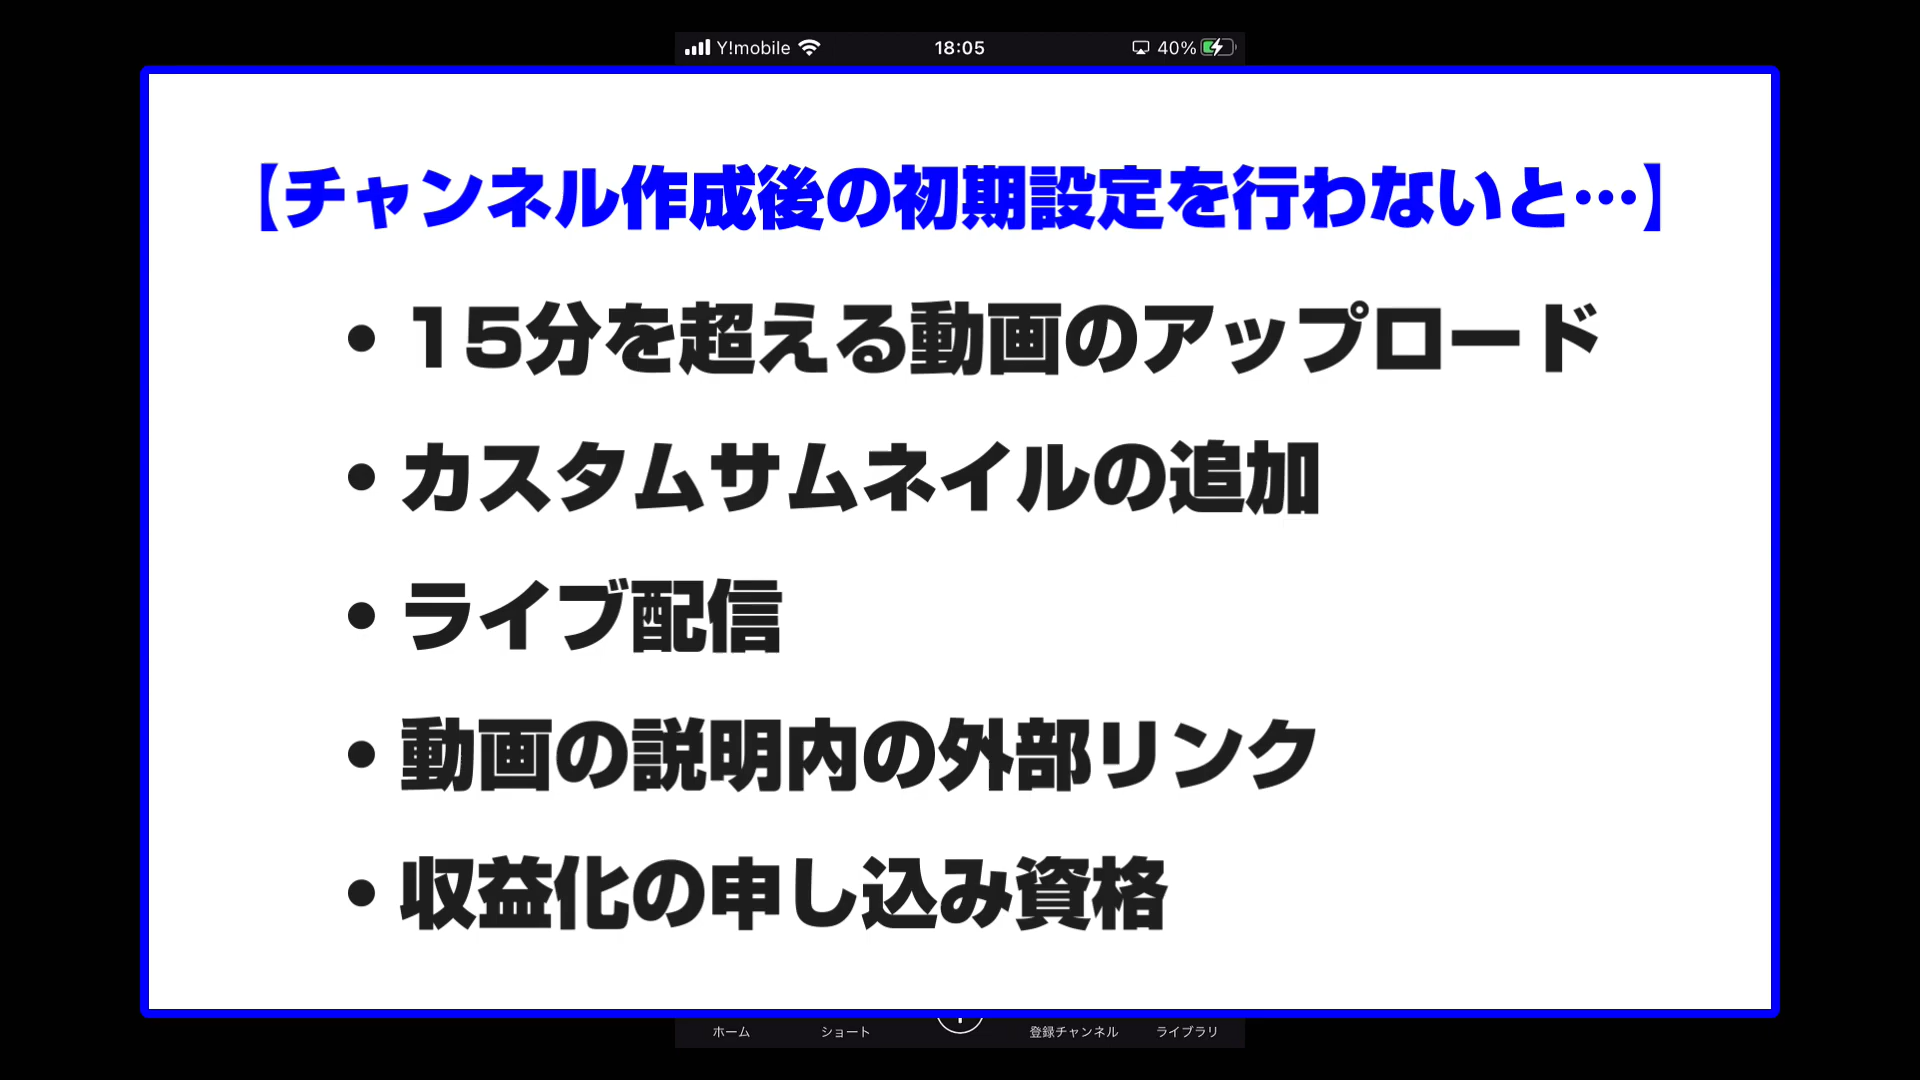 Y!mobile 18:05 40%
【チャンネル作成後の初期設定を行わないと…】
・15分を超える動画のアップロード
・カスタムサムネイルの追加
・ライブ配信
・動画の説明内の外部リンク
・収益化の申し込み資格
ホーム ショート 登録チャンネル ライブラリ